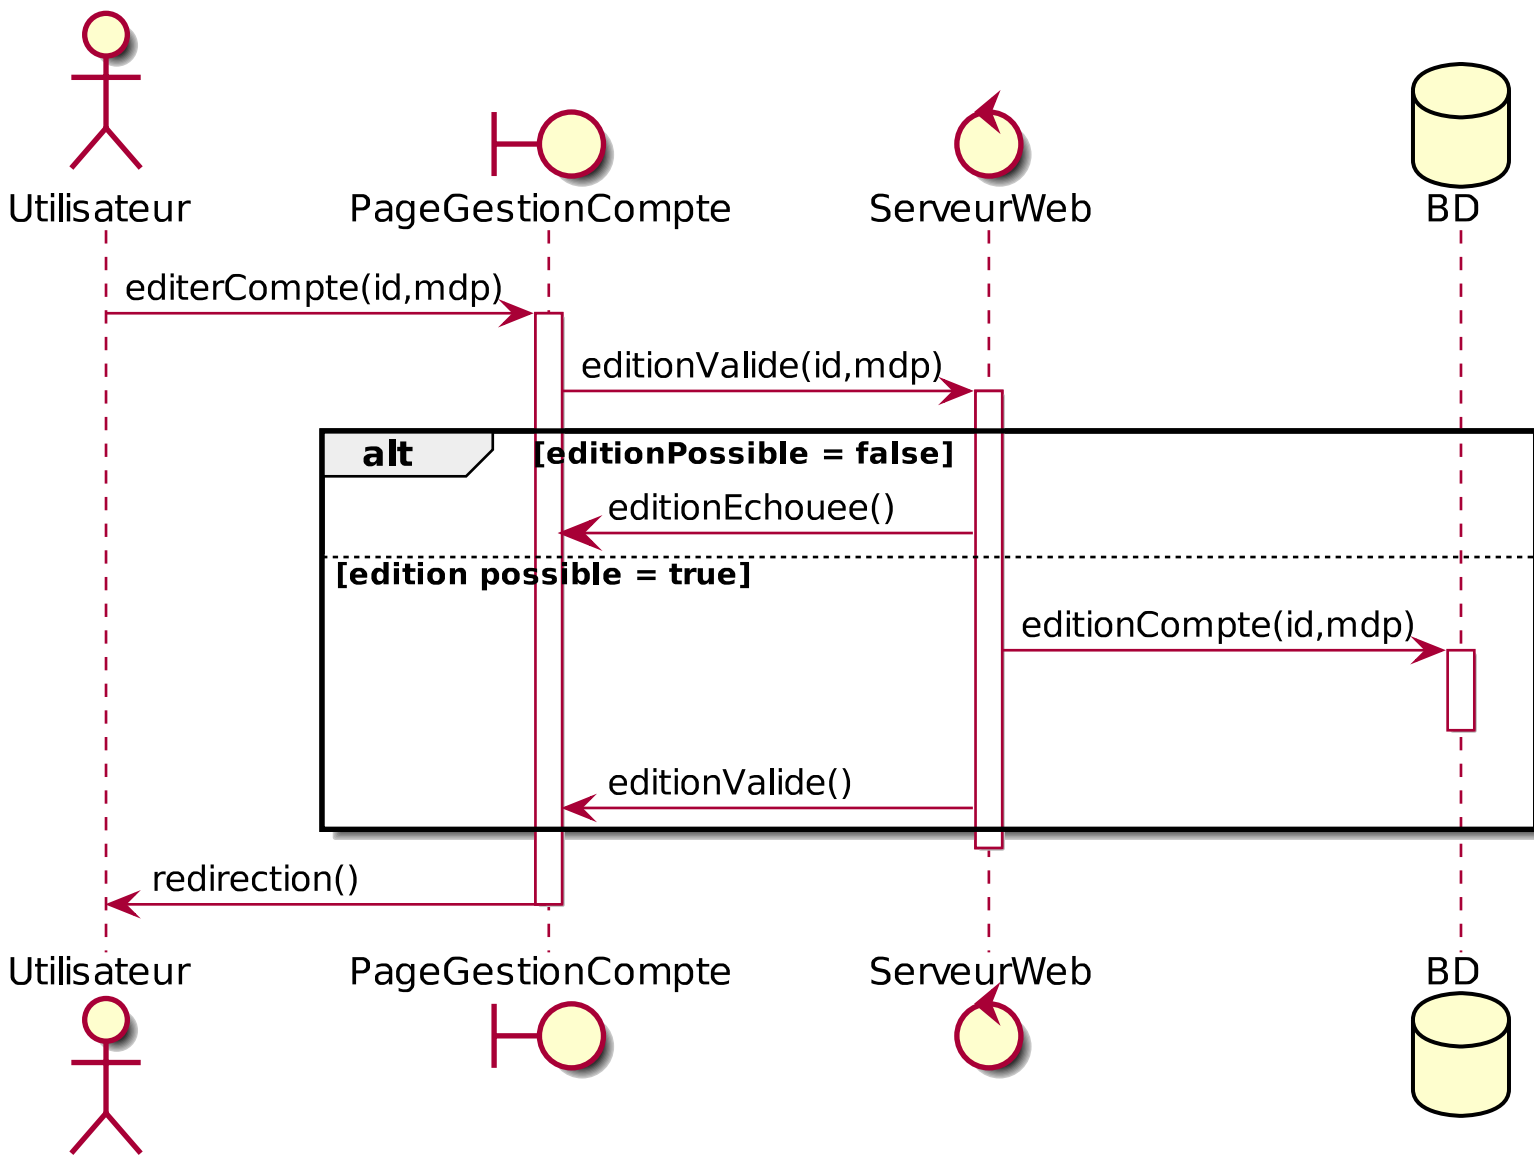 Utilisateur
PageGestionCompte
ServeurWeb
BD
editerCompte(id,mdp)
editionValide(id,mdp)
alt
[editionPossible = false]
editionEchouee()
[edition possible = true]
editionCompte(id,mdp)
editionValide()
redirection()
Utilisateur
PageGestionCompte
ServeurWeb
BD